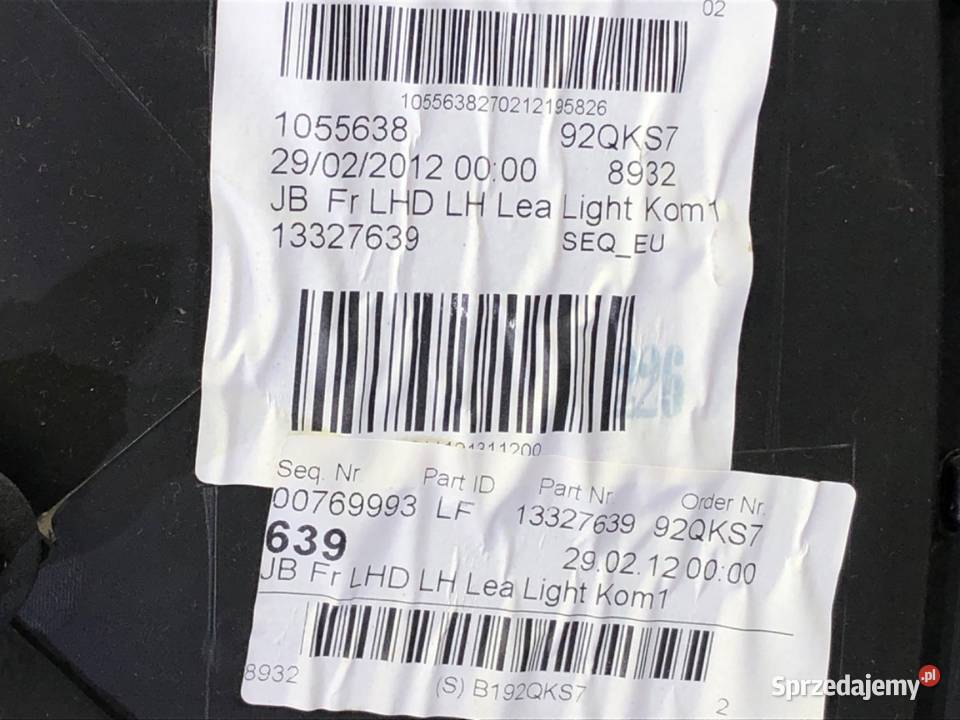 02
1055638270212195826
1055638 92QKS7
29/02/2012 00:00 8932
JB Fr LHD LH Lea Light Kom1
13327639 SEQ_EU
226
Seq. Nr Part ID Part Nr Order Nr.
00769993 LF 13327639 92QKS7
639 29.02.12 00:00
JB Fr LHD LH Lea Light Kom1
8932 (S) B192QKS7 2
Sprzedajemy.pl